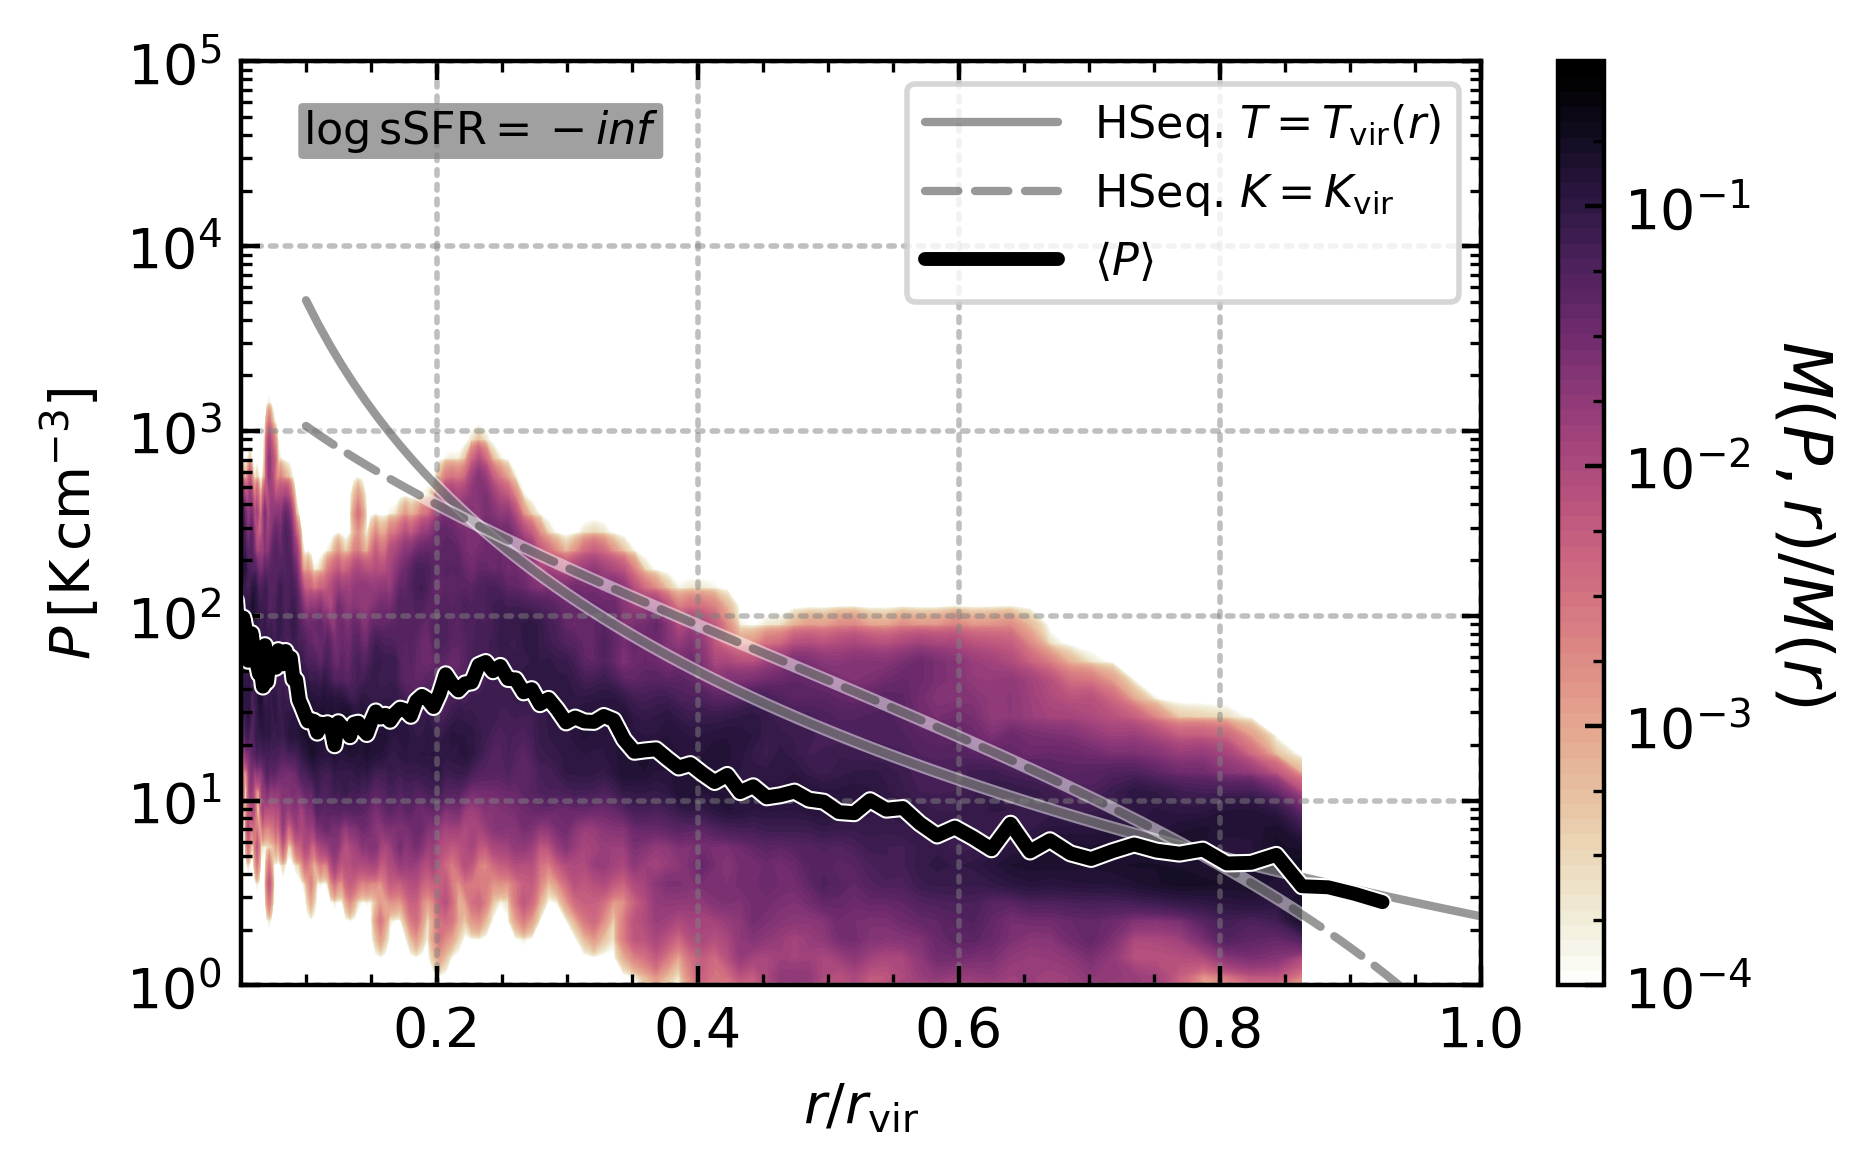 log sSFR = −inf
HSeq. T = T_vir(r)
HSeq. K = K_vir
⟨P⟩
10^5
10^4
10^3
10^2
10^1
10^0
P [K cm^−3]
0.2 0.4 0.6 0.8 1.0
r/r_vir
10^−1
10^−2
10^−3
10^−4
M(P, r)/M(r)